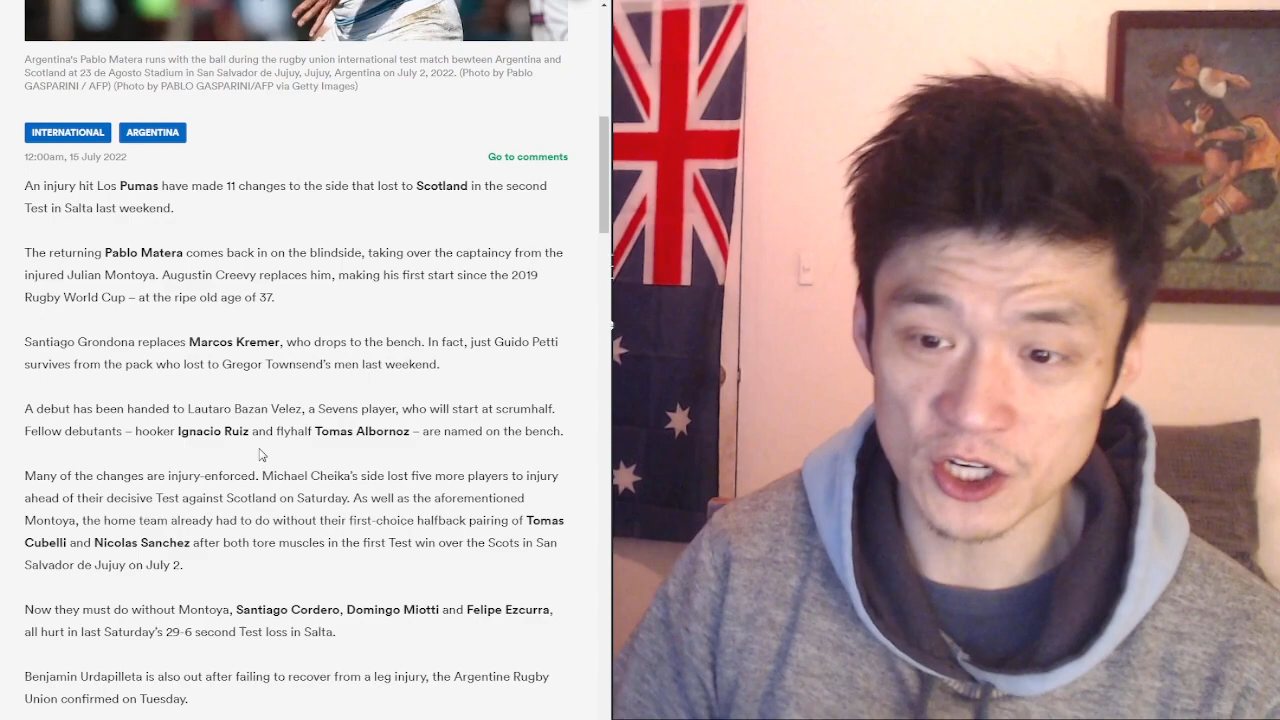 Argentina's Pablo Matera runs with the ball during the rugby union international test match bewteen Argentina and
Scotland at 23 de Agosto Stadium in San Salvador de Jujuy, Jujuy, Argentina on July 2, 2022. (Photo by Pablo
GASPARINI / AFP) (Photo by PABLO GASPARINI/AFP via Getty Images)
INTERNATIONAL ARGENTINA
12:00am, 15 July 2022 Go to comments
An injury hit Los Pumas have made 11 changes to the side that lost to Scotland in the second
Test in Salta last weekend.
The returning Pablo Matera comes back in on the blindside, taking over the captaincy from the
injured Julian Montoya. Augustin Creevy replaces him, making his first start since the 2019
Rugby World Cup – at the ripe old age of 37.
Santiago Grondona replaces Marcos Kremer, who drops to the bench. In fact, just Guido Petti
survives from the pack who lost to Gregor Townsend's men last weekend.
A debut has been handed to Lautaro Bazan Velez, a Sevens player, who will start at scrumhalf.
Fellow debutants – hooker Ignacio Ruiz and flyhalf Tomas Albornoz – are named on the bench.
Many of the changes are injury-enforced. Michael Cheika's side lost five more players to injury
ahead of their decisive Test against Scotland on Saturday. As well as the aforementioned
Montoya, the home team already had to do without their first-choice halfback pairing of Tomas
Cubelli and Nicolas Sanchez after both tore muscles in the first Test win over the Scots in San
Salvador de Jujuy on July 2.
Now they must do without Montoya, Santiago Cordero, Domingo Miotti and Felipe Ezcurra,
all hurt in last Saturday's 29-6 second Test loss in Salta.
Benjamin Urdapilleta is also out after failing to recover from a leg injury, the Argentine Rugby
Union confirmed on Tuesday.